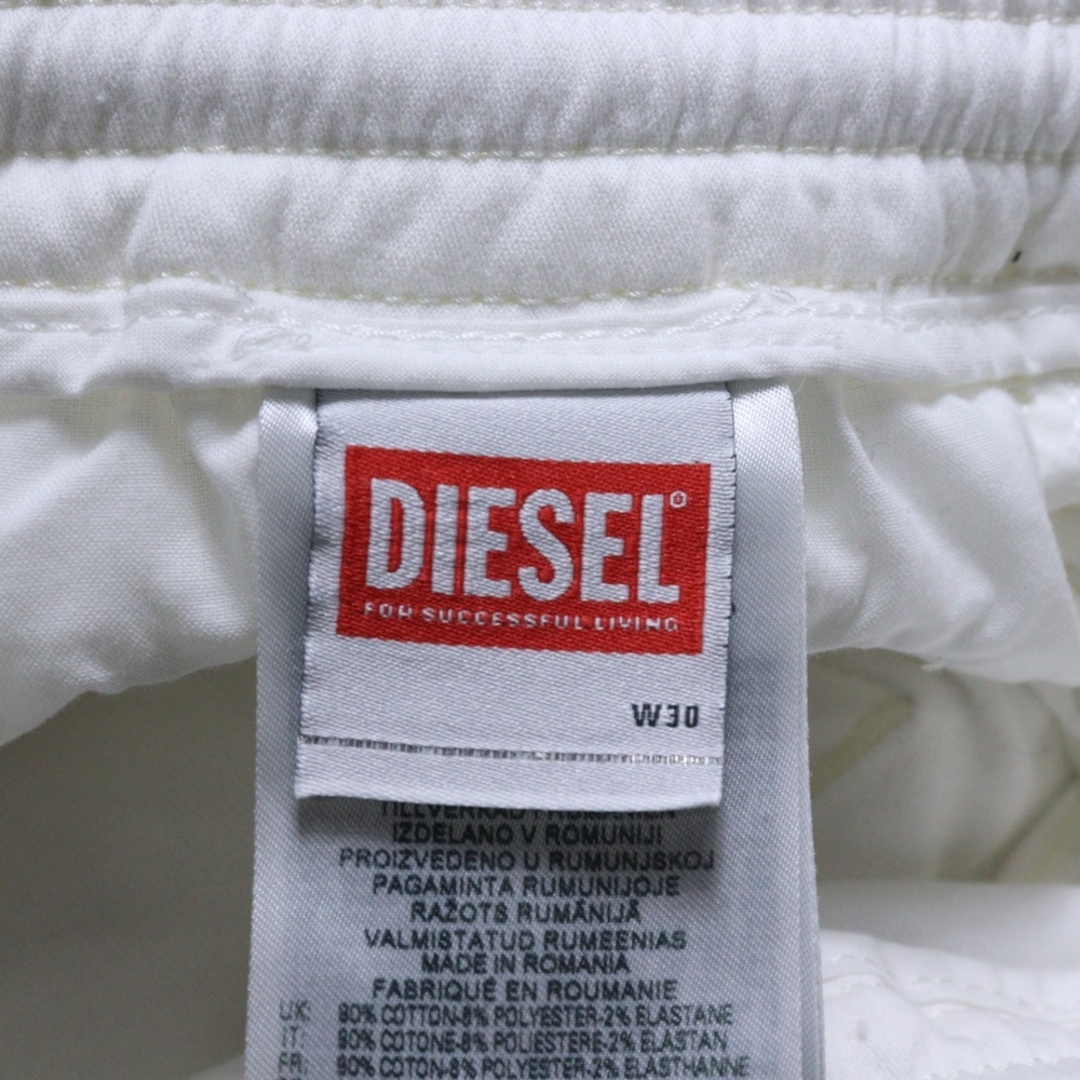 DIESEL
FOR SUCCESSFUL LIVING
W30
IZDELANO V ROMUNIJI
PROIZVEDENO U RUMUNJSKOJ
PAGAMINTA RUMUNIJOJE
RAŽOTS RUMĀNIJĀ
VALMISTATUD RUMEENIAS
MADE IN ROMANIA
FABRIQUÉ EN ROUMANIE
UK: 90% COTTON-8% POLYESTER-2% ELASTANE
IT: 90% COTONE-8% POLIESTERE-2% ELASTAN
FR: 90% COTON-8% POLYESTER-2% ELASTHANNE